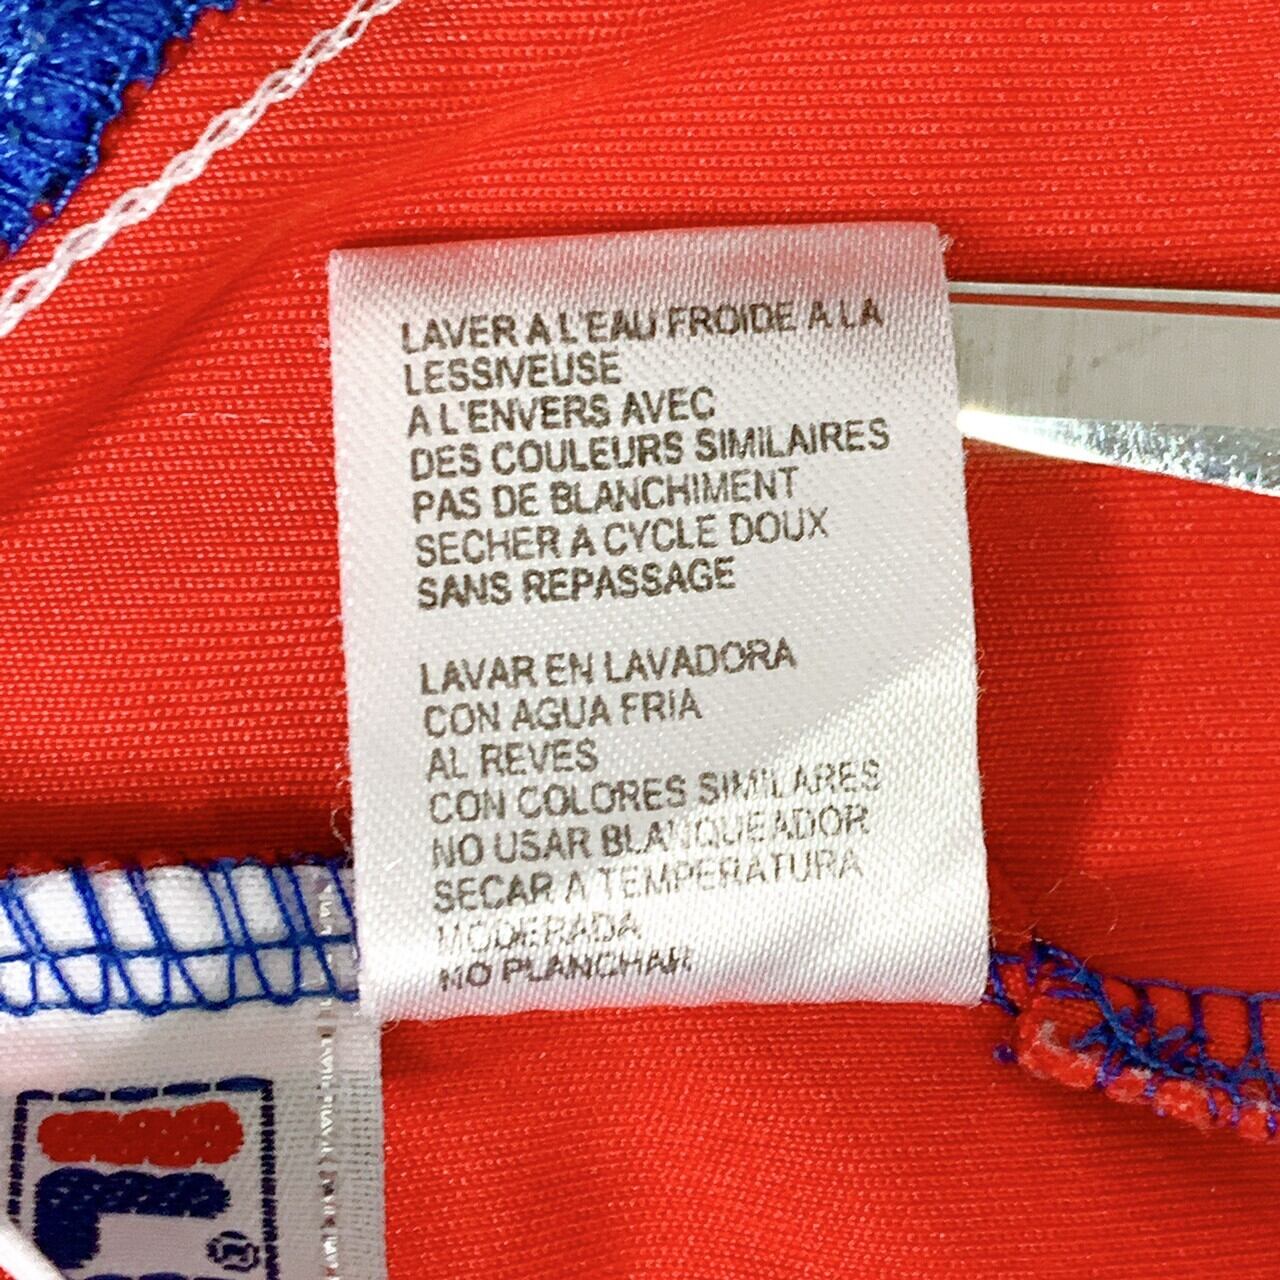 LAVER A L'EAU FROIDE A LA
LESSIVEUSE
A L'ENVERS AVEC
DES COULEURS SIMILAIRES
PAS DE BLANCHIMENT
SECHER A CYCLE DOUX
SANS REPASSAGE
LAVAR EN LAVADORA
CON AGUA FRIA
AL REVES
CON COLORES SIMILARES
NO USAR BLANQUEADOR
SECAR A TEMPERATURA
MODERADA
NO PLANCHAR